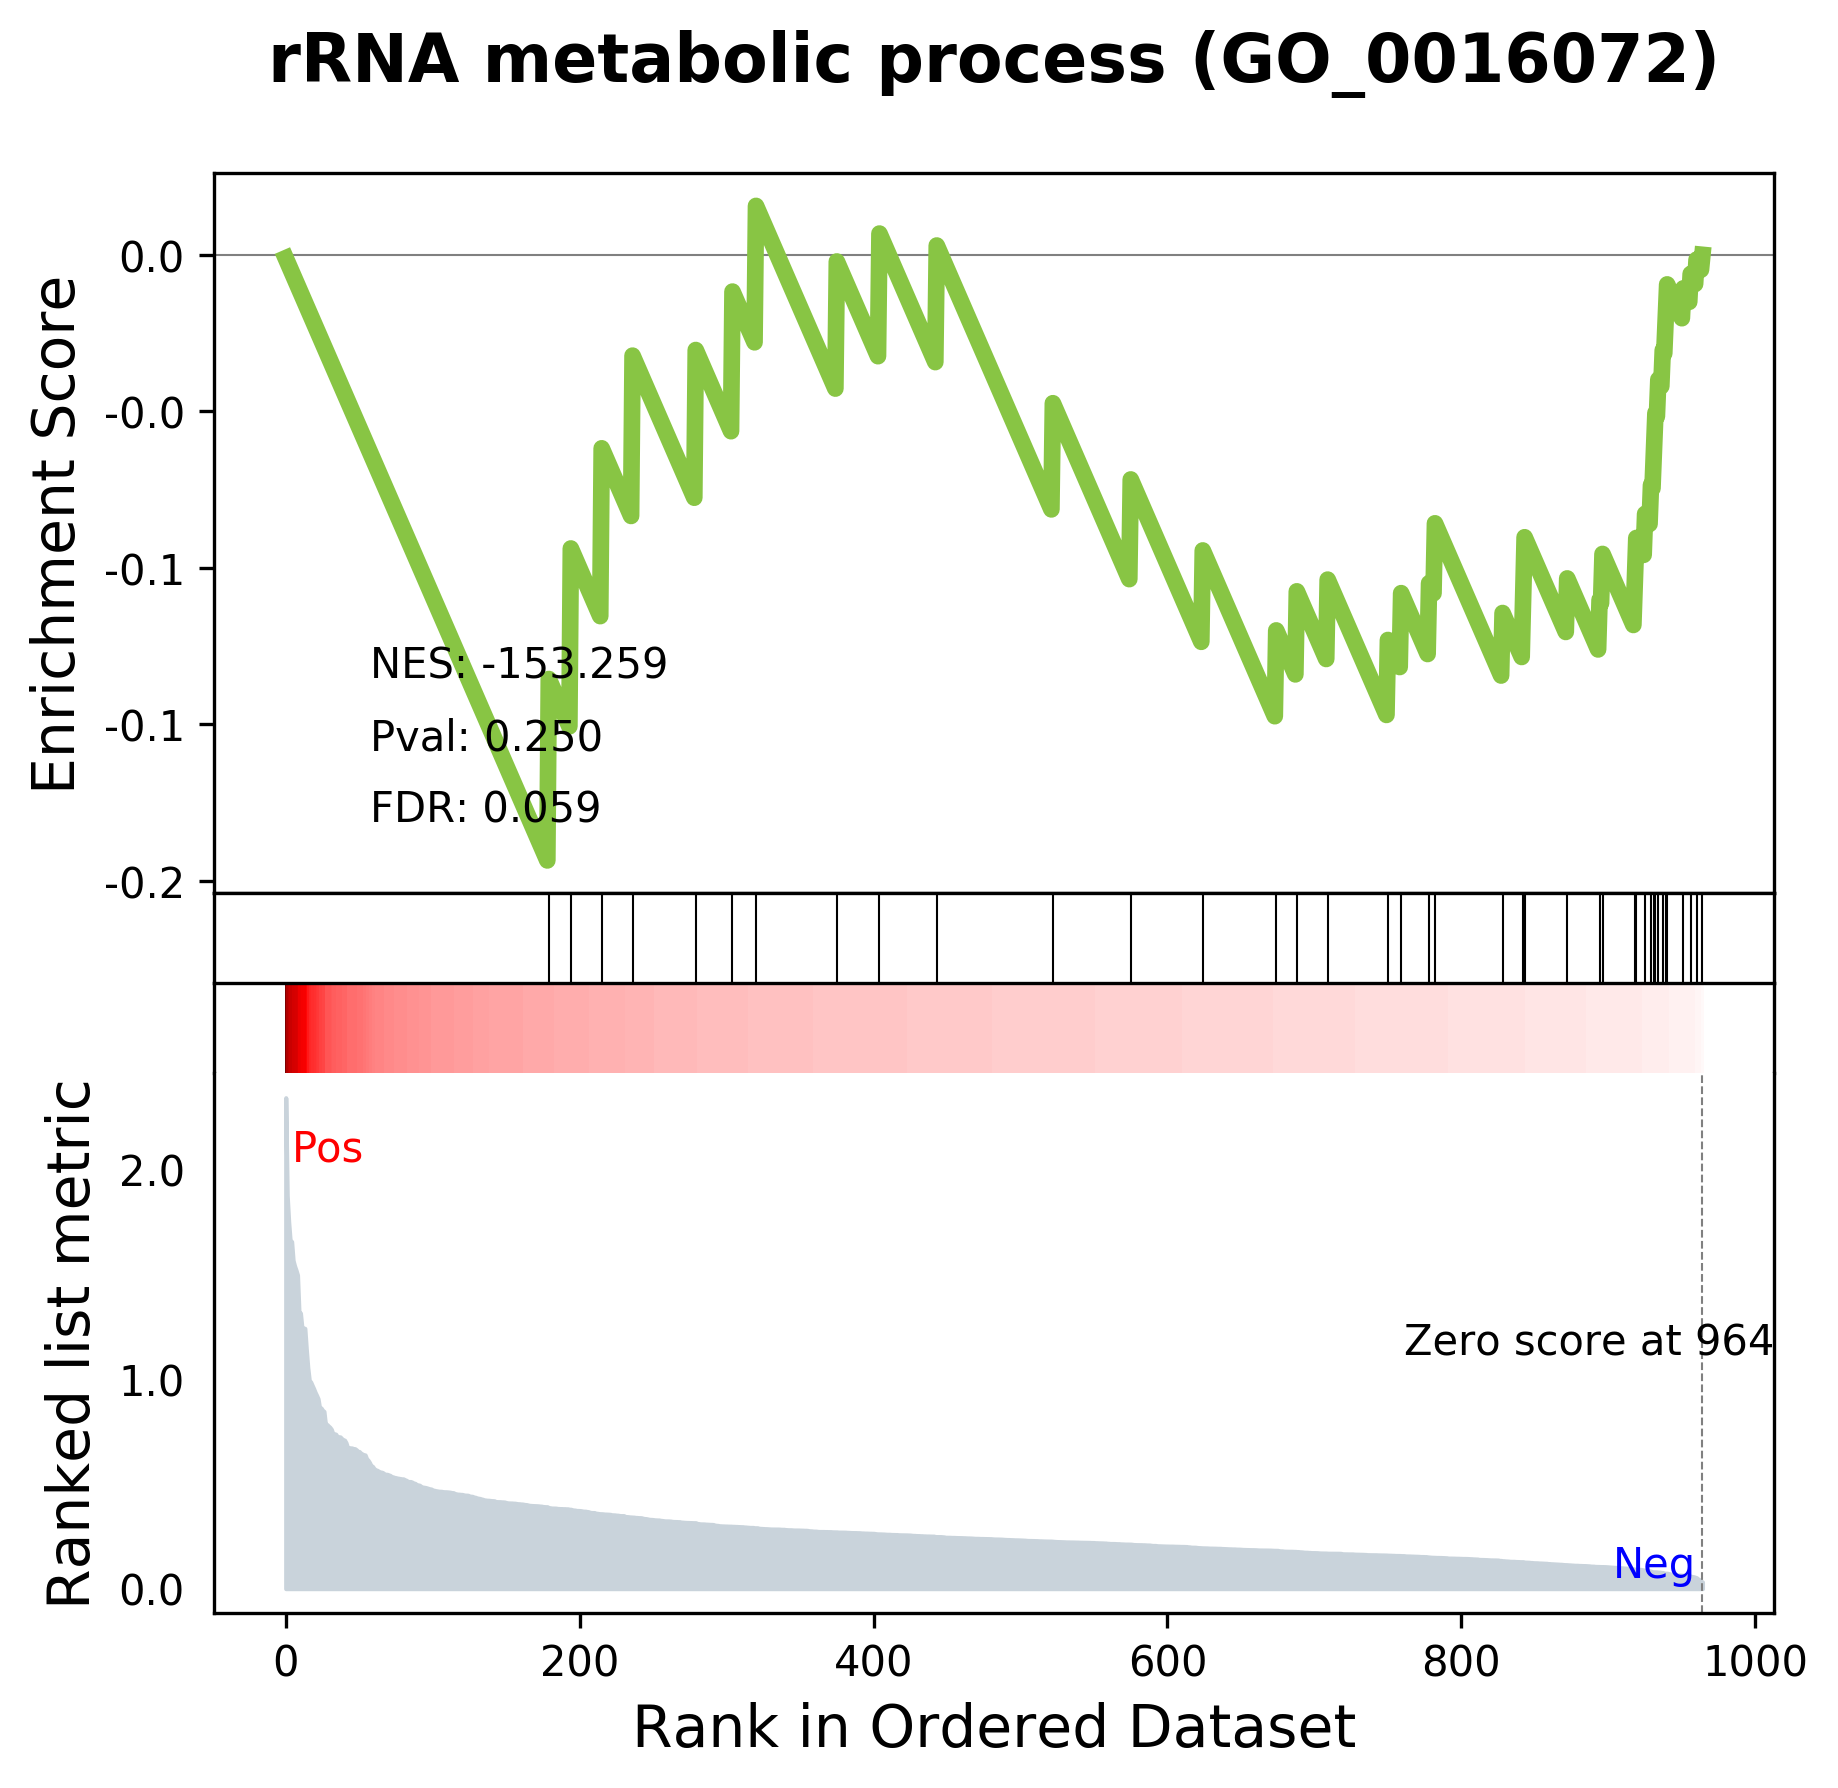 rRNA metabolic process (GO_0016072)
Enrichment Score
0.0
-0.0
-0.1
-0.1
-0.2
NES: -153.259
Pval: 0.250
FDR: 0.059
Ranked list metric
2.0
1.0
0.0
Pos
Zero score at 964
Neg
0 200 400 600 800 1000
Rank in Ordered Dataset